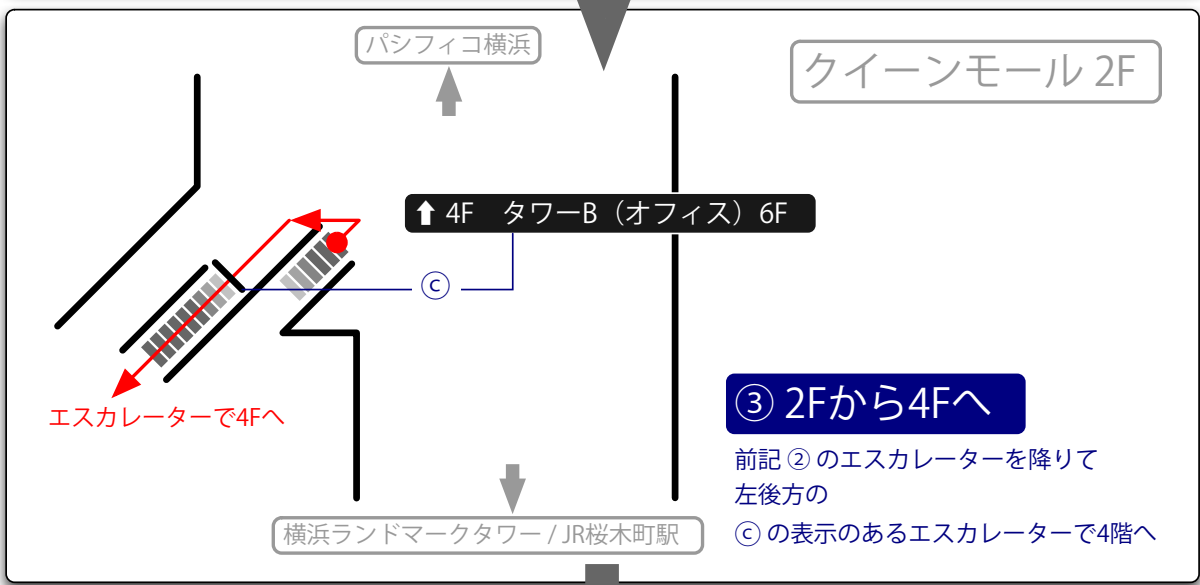 パシフィコ横浜
クイーンモール 2F
⬆ 4F　タワーB（オフィス）6F
ⓒ
エスカレーターで4Fへ
③ 2Fから4Fへ
前記 ② のエスカレーターを降りて
左後方の
ⓒ の表示のあるエスカレーターで4階へ
横浜ランドマークタワー / JR桜木町駅